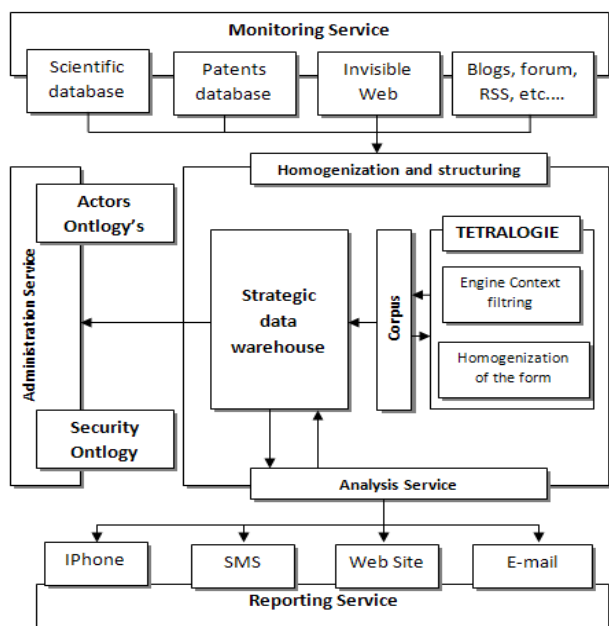 Monitoring Service
Scientific
database
Patents
database
Invisible
Web
Blogs, forum,
RSS, etc....
Homogenization and structuring
Administration Service
Actors
Ontlogy's
Security
Ontlogy
Strategic
data
warehouse
Corpus
TETRALOGIE
Engine Context
filtring
Homogenization
of the form
Analysis Service
IPhone
SMS
Web Site
E-mail
Reporting Service